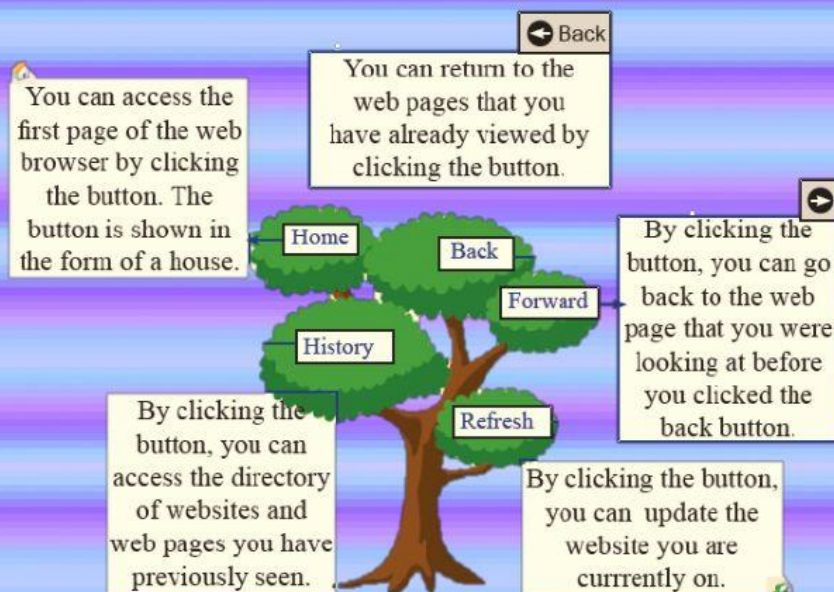 Back
You can return to the
web pages that you
have already viewed by
clicking the button.
You can access the
first page of the web
browser by clicking
the button. The
button is shown in
the form of a house.
Home
Back
Forward
By clicking the
button, you can go
back to the web
page that you were
looking at before
you clicked the
back button.
History
By clicking the
button, you can
access the directory
of websites and
web pages you have
previously seen.
Refresh
By clicking the button,
you can update the
website you are
currrently on.